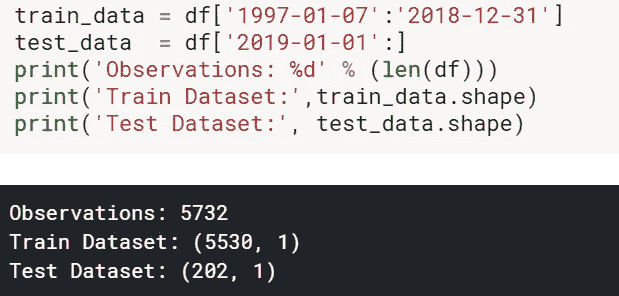 train_data = df['1997-01-07':'2018-12-31']
test_data  = df['2019-01-01':]
print('Observations: %d' % (len(df)))
print('Train Dataset:',train_data.shape)
print('Test Dataset:', test_data.shape)
Observations: 5732
Train Dataset: (5530, 1)
Test Dataset: (202, 1)